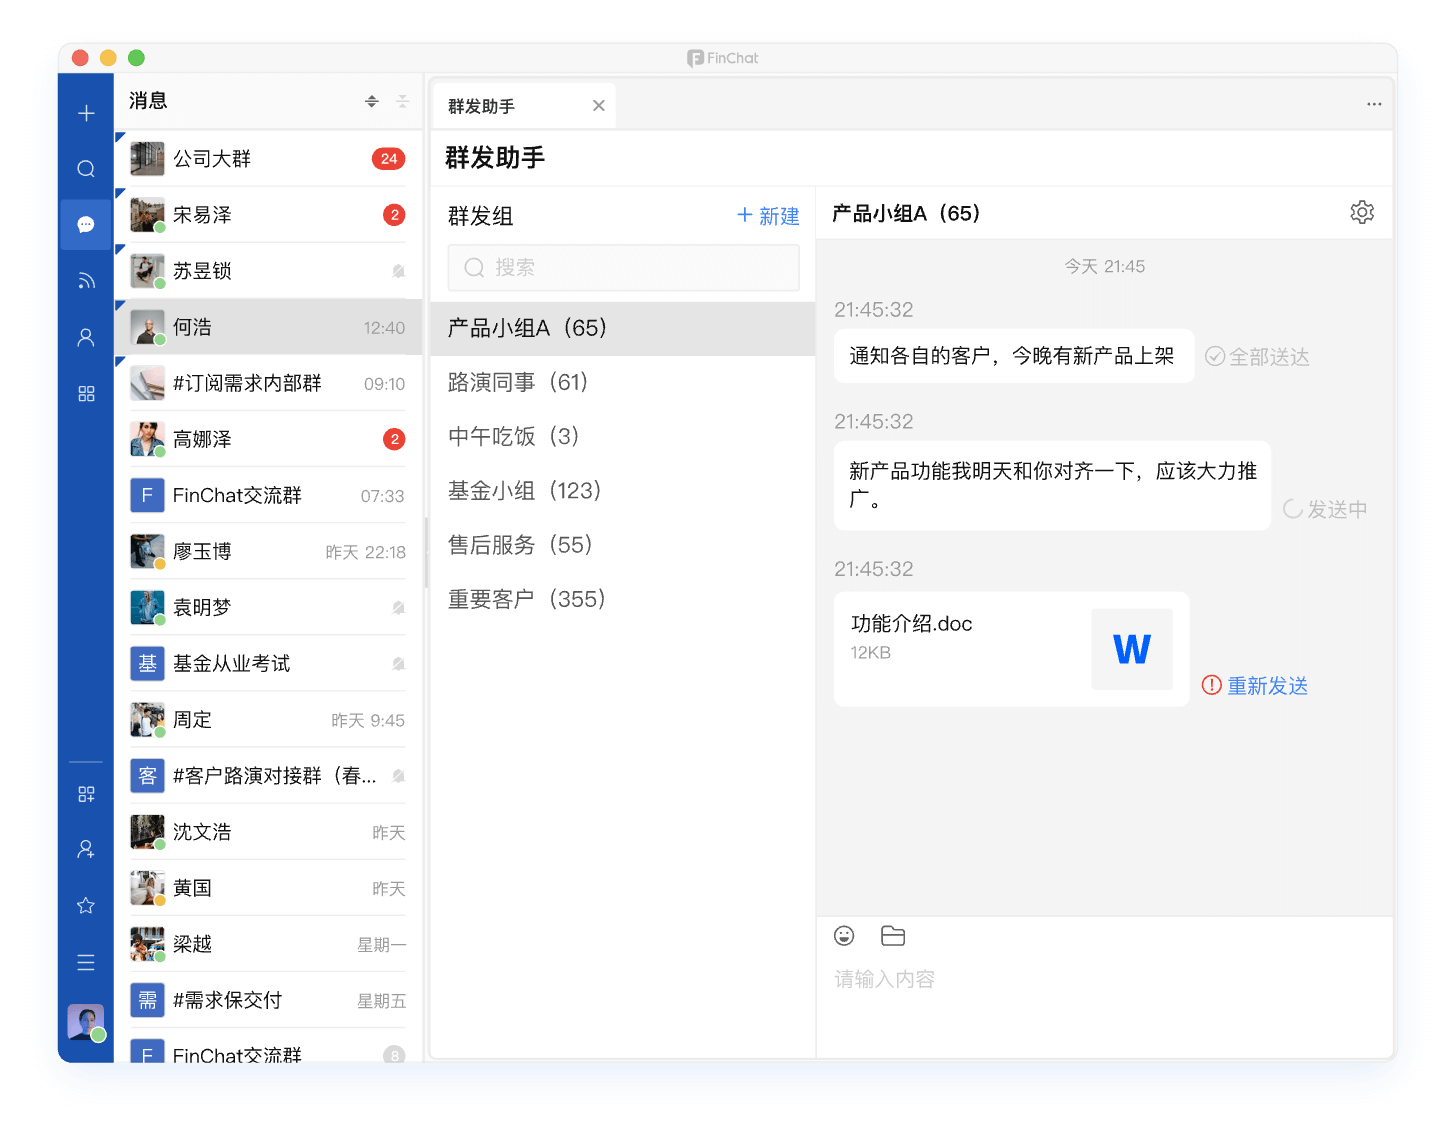 FinChat
消息
公司大群
24
宋易泽
2
苏昱锁
何浩
12:40
#订阅需求内部群
09:10
高娜泽
2
F
FinChat交流群
07:33
廖玉博
昨天 22:18
袁明梦
基
基金从业考试
周定
昨天 9:45
客
#客户路演对接群（春...
沈文浩
昨天
黄国
昨天
梁越
星期一
需
#需求保交付
星期五
F
FinChat交流群
8
群发助手
群发助手
群发组
新建
搜索
产品小组A（65）
路演同事（61）
中午吃饭（3）
基金小组（123）
售后服务（55）
重要客户（355）
产品小组A（65）
今天 21:45
21:45:32
通知各自的客户，今晚有新产品上架
全部送达
21:45:32
新产品功能我明天和你对齐一下，应该大力推
广。
发送中
21:45:32
功能介绍.doc
12KB
W
重新发送
请输入内容